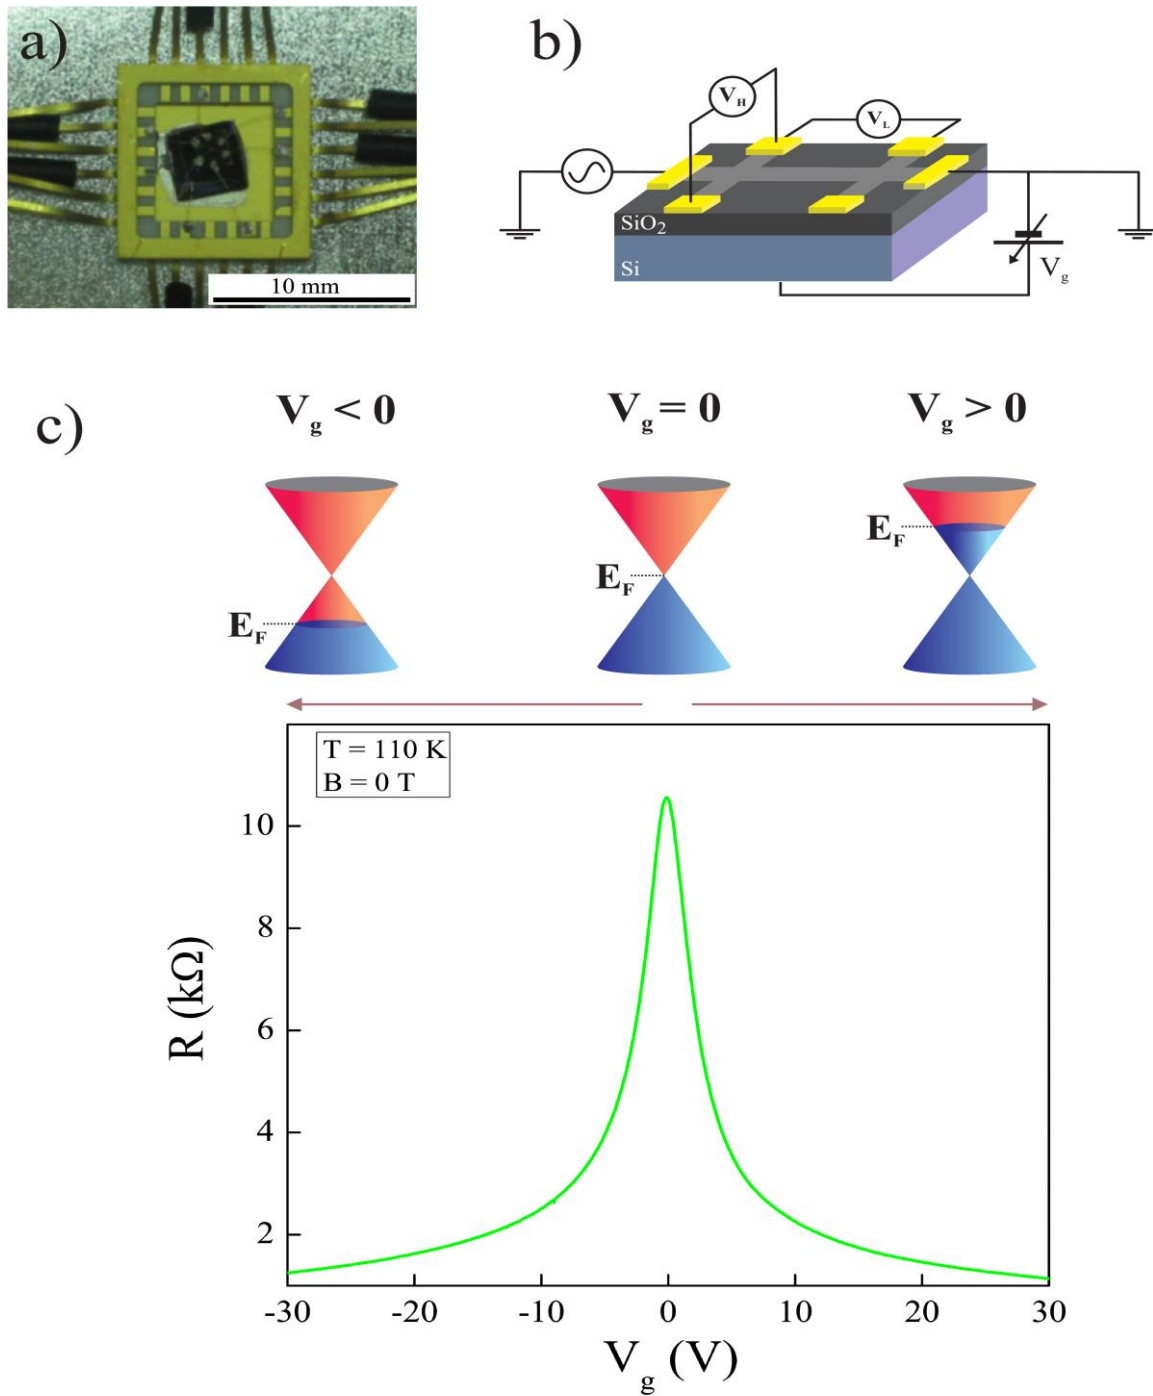 a)
10 mm
b)
V_H
V_L
SiO₂
Si
V_g
c)
V_g < 0
V_g = 0
V_g > 0
E_F
E_F
E_F
T = 110 K
B = 0 T
R (kΩ)
10
8
6
4
2
-30 -20 -10 0 10 20 30
V_g (V)